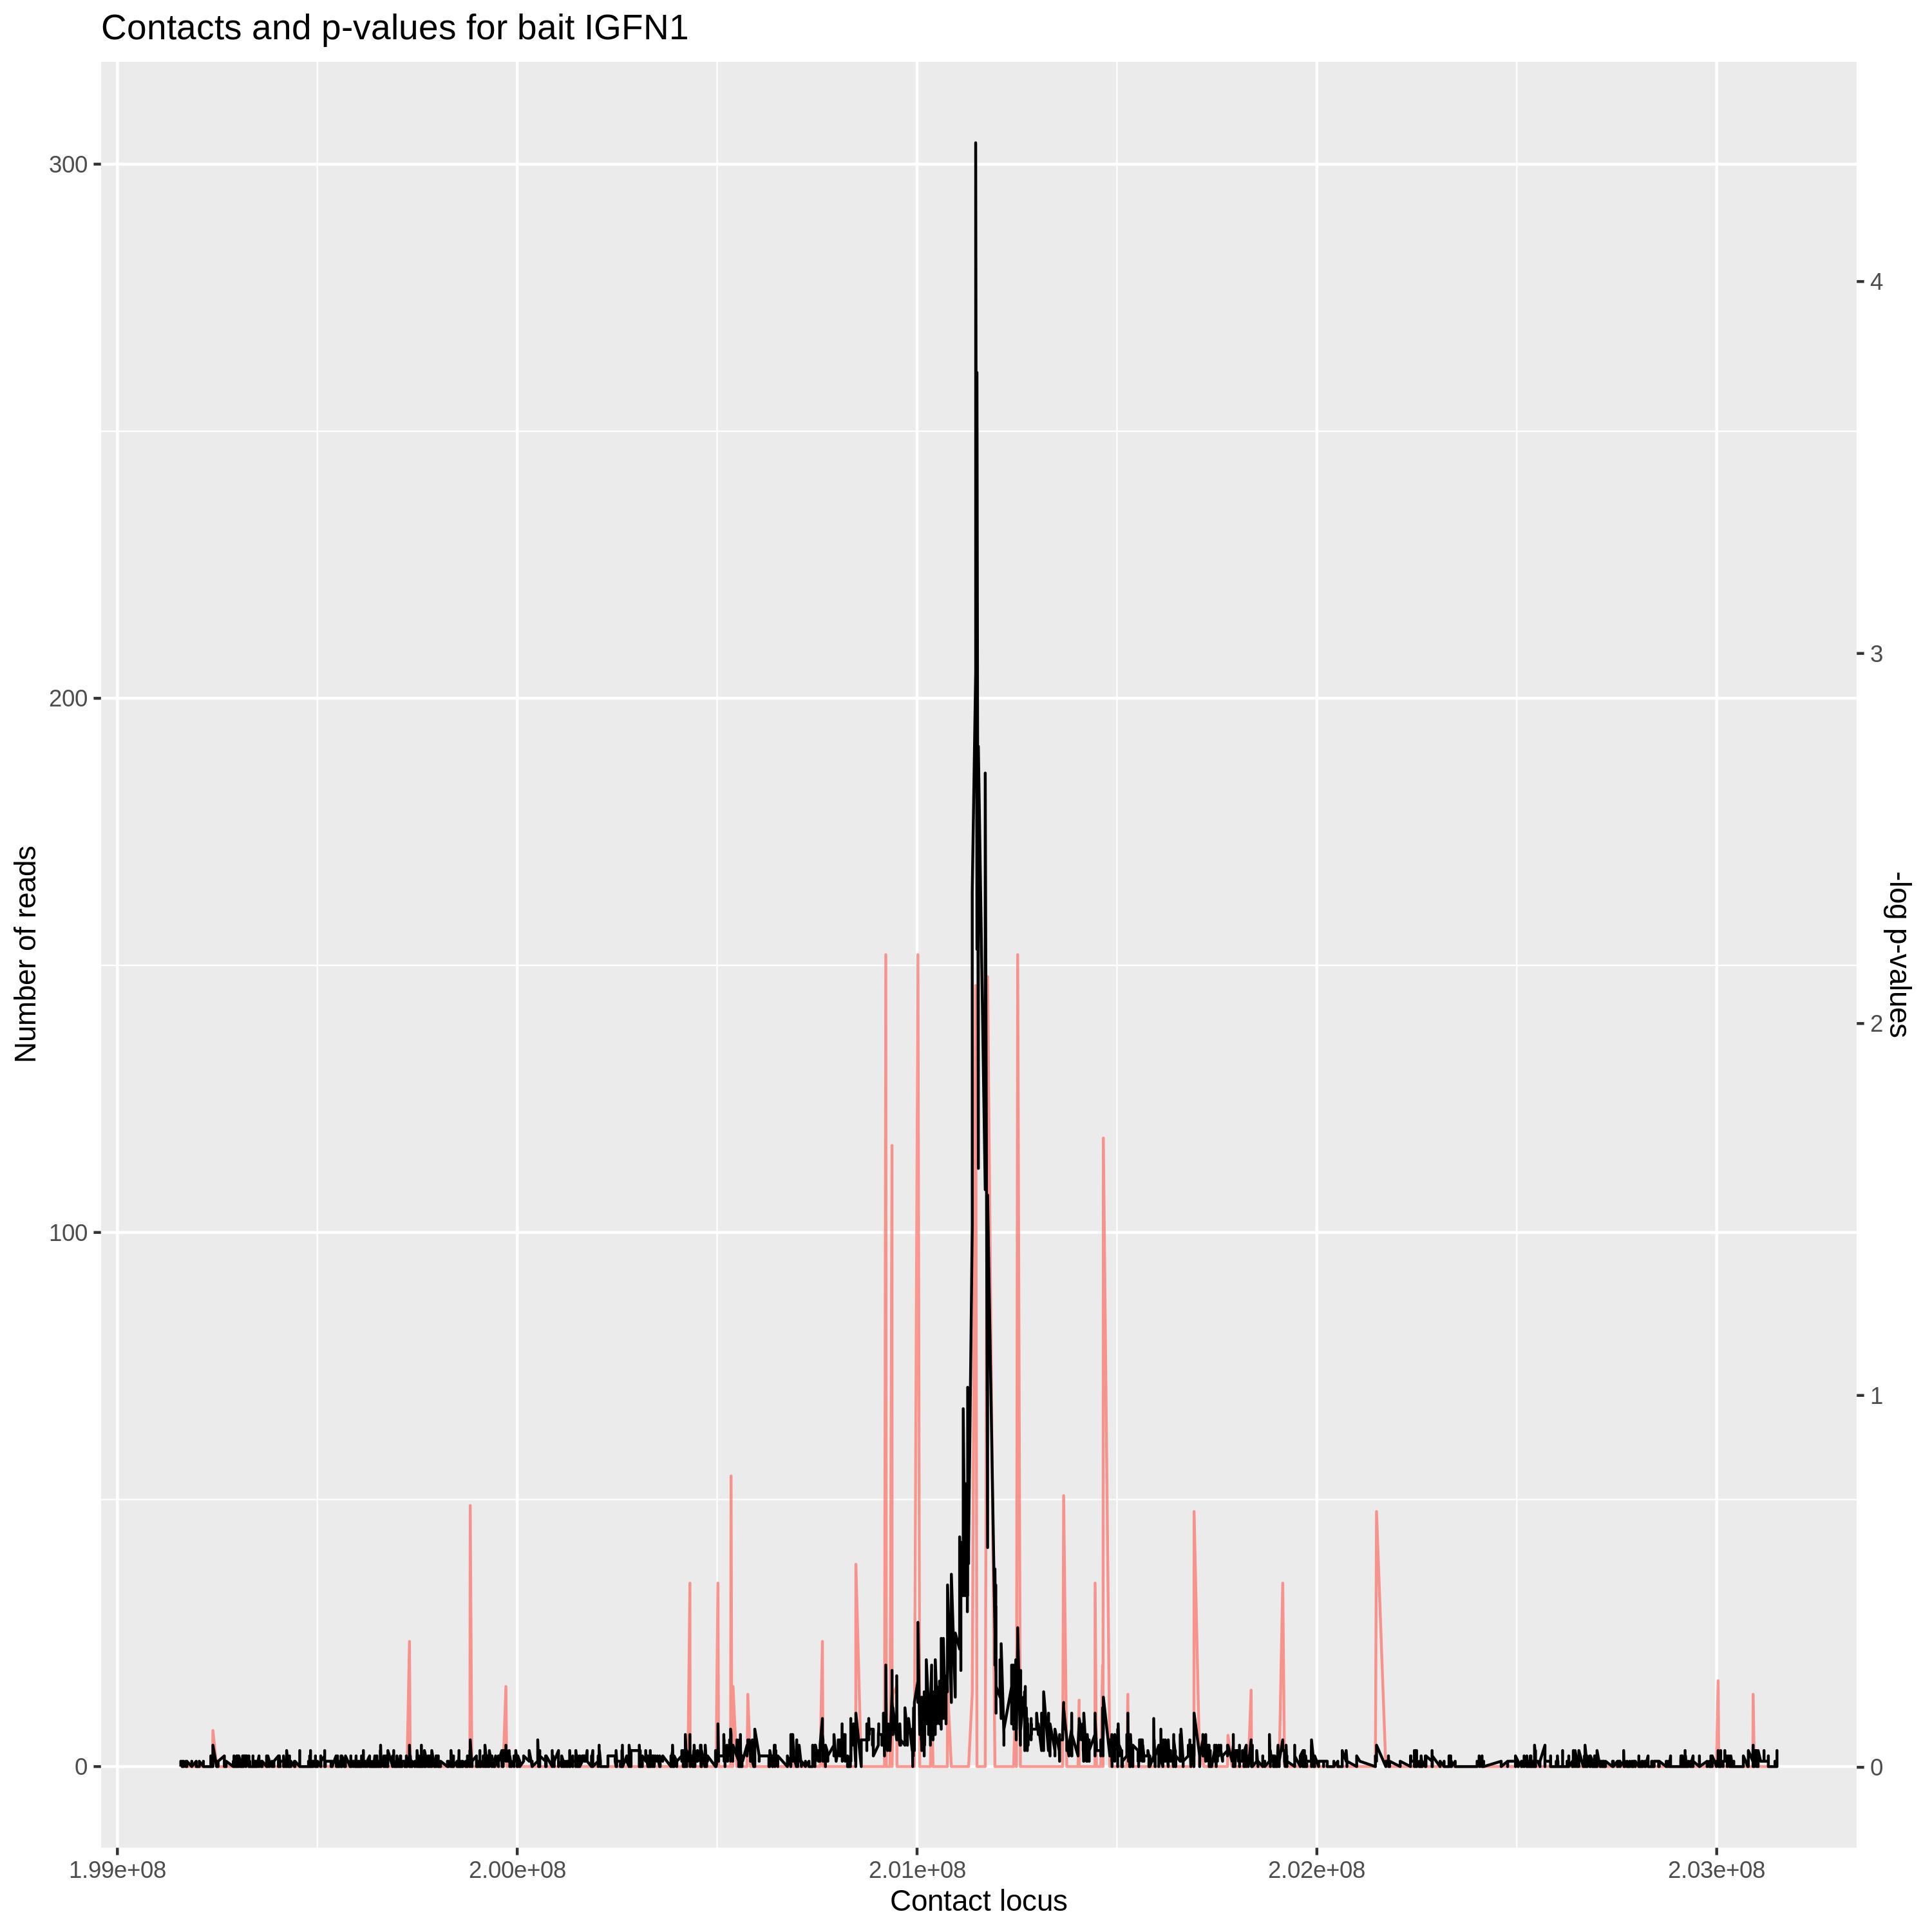 Contacts and p-values for bait IGFN1
300
200
100
0
Number of reads
4
3
2
1
0
-log p-values
1.99e+08
2.00e+08
2.01e+08
2.02e+08
2.03e+08
Contact locus